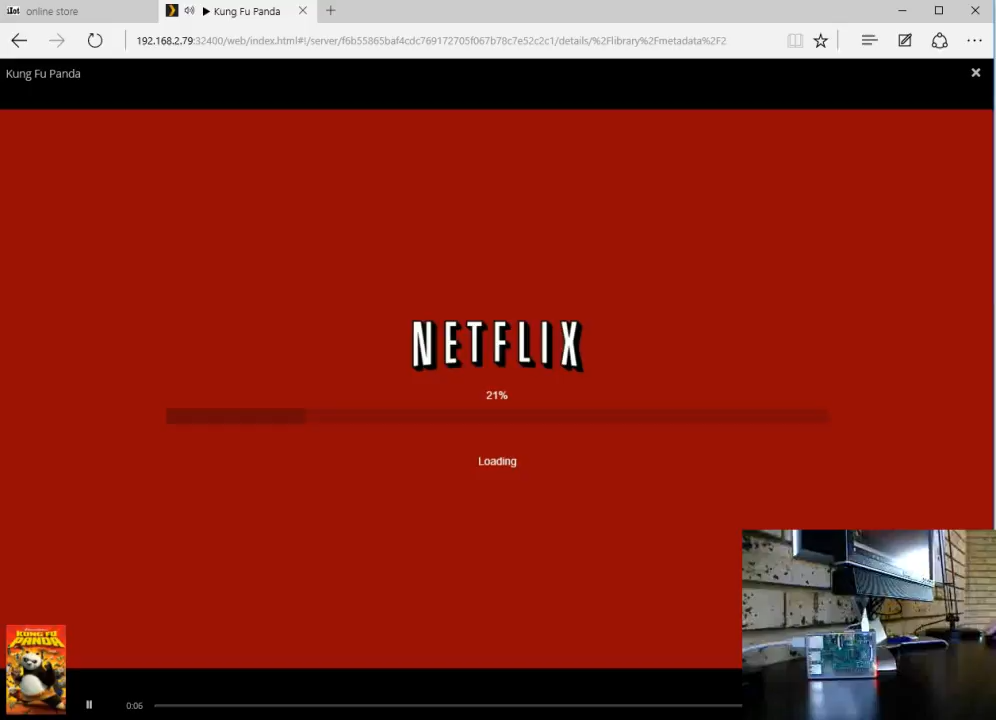 iIot online store
Kung Fu Panda
192.168.2.79:32400/web/index.html#!/server/f6b55865baf4cdc769172705f067b78c7e52c2c1/details/%2Flibrary%2Fmetadata%2F2
Kung Fu Panda
NETFLIX
21%
Loading
KUNG FU
PANDA
0:06